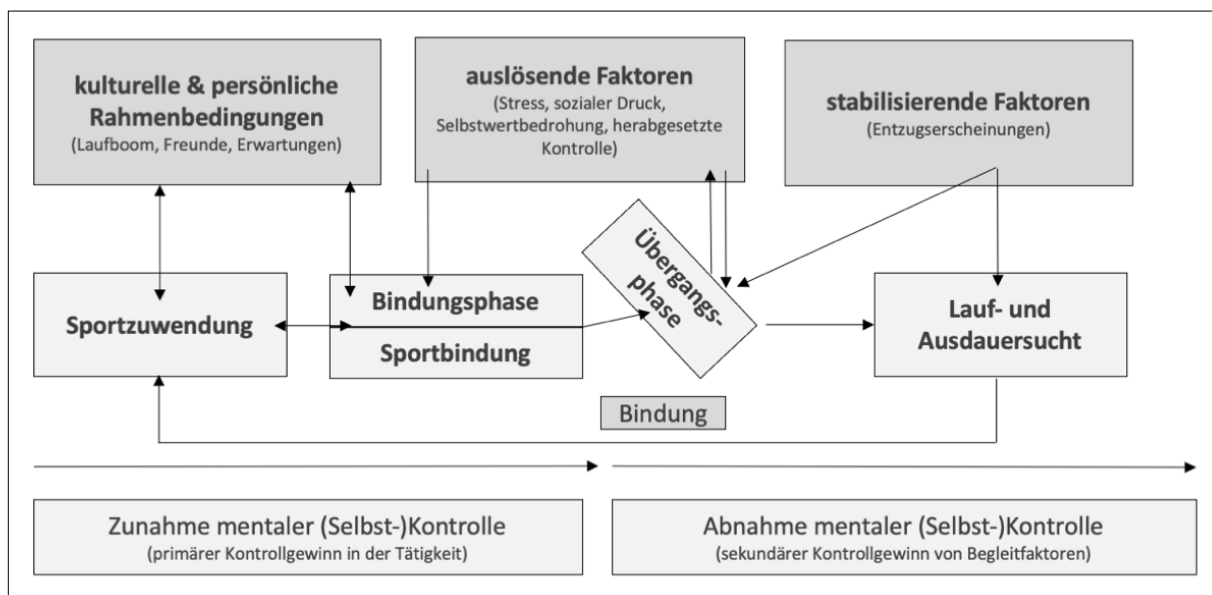 kulturelle & persönliche
Rahmenbedingungen
(Laufboom, Freunde, Erwartungen)
auslösende Faktoren
(Stress, sozialer Druck,
Selbstwertbedrohung, herabgesetzte
Kontrolle)
stabilisierende Faktoren
(Entzugserscheinungen)
Sportzuwendung
Bindungsphase
Sportbindung
Übergangs-
phase
Lauf- und
Ausdauersucht
Bindung
Zunahme mentaler (Selbst-)Kontrolle
(primärer Kontrollgewinn in der Tätigkeit)
Abnahme mentaler (Selbst-)Kontrolle
(sekundärer Kontrollgewinn von Begleitfaktoren)